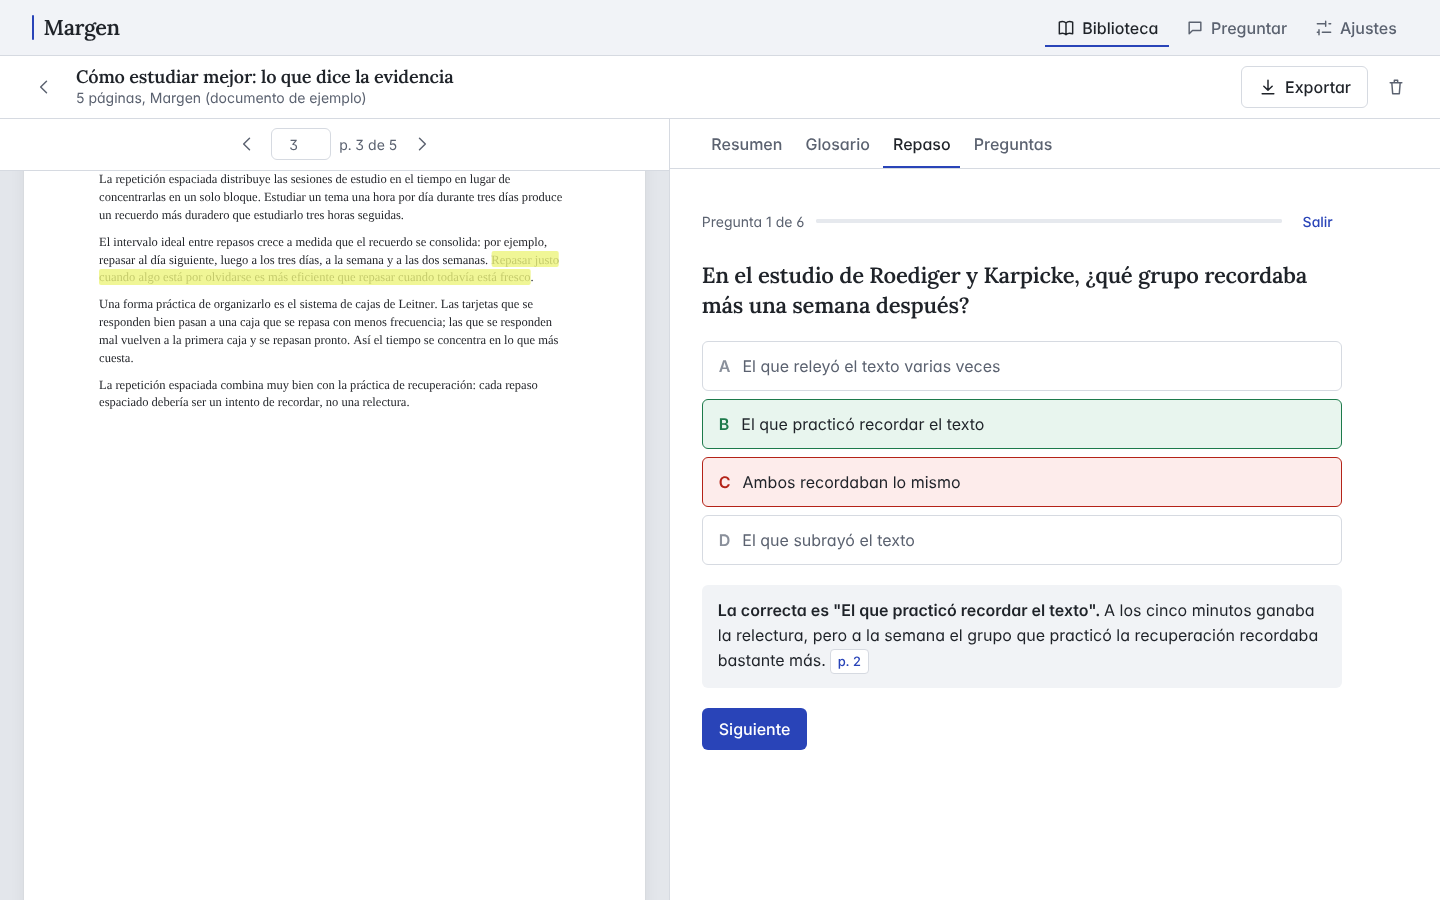 Margen
Biblioteca
Preguntar
Ajustes
Cómo estudiar mejor: lo que dice la evidencia
5 páginas, Margen (documento de ejemplo)
Exportar
3
p. 3 de 5
La repetición espaciada distribuye las sesiones de estudio en el tiempo en lugar de
concentrarlas en un solo bloque. Estudiar un tema una hora por día durante tres días produce
un recuerdo más duradero que estudiarlo tres horas seguidas.
El intervalo ideal entre repasos crece a medida que el recuerdo se consolida: por ejemplo,
repasar al día siguiente, luego a los tres días, a la semana y a las dos semanas. Repasar justo
cuando algo está por olvidarse es más eficiente que repasar cuando todavía está fresco.
Una forma práctica de organizarlo es el sistema de cajas de Leitner. Las tarjetas que se
responden bien pasan a una caja que se repasa con menos frecuencia; las que se responden
mal vuelven a la primera caja y se repasan pronto. Así el tiempo se concentra en lo que más
cuesta.
La repetición espaciada combina muy bien con la práctica de recuperación: cada repaso
espaciado debería ser un intento de recordar, no una relectura.
Resumen
Glosario
Repaso
Preguntas
Pregunta 1 de 6
Salir
En el estudio de Roediger y Karpicke, ¿qué grupo recordaba
más una semana después?
A El que releyó el texto varias veces
B El que practicó recordar el texto
C Ambos recordaban lo mismo
D El que subrayó el texto
La correcta es "El que practicó recordar el texto". A los cinco minutos ganaba
la relectura, pero a la semana el grupo que practicó la recuperación recordaba
bastante más. p. 2
Siguiente